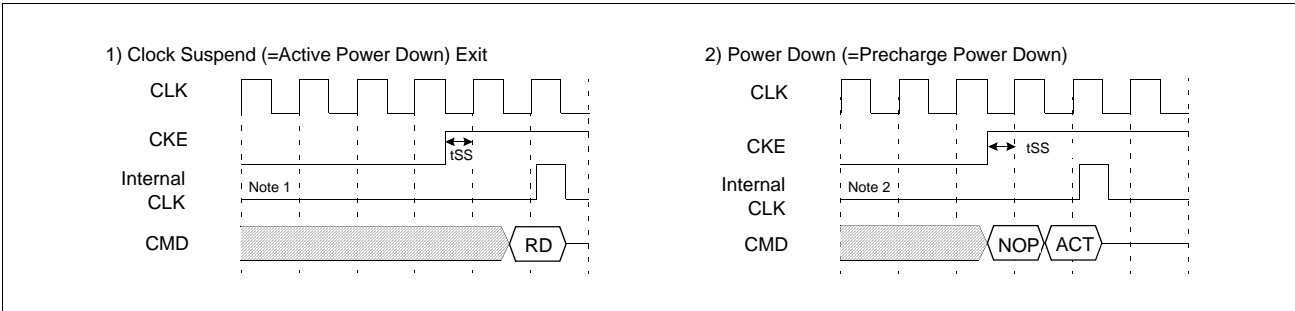 1) Clock Suspend (=Active Power Down) Exit
CLK
CKE
tSS
Internal
CLK
Note 1
CMD
RD
2) Power Down (=Precharge Power Down)
CLK
CKE
tSS
Internal
CLK
Note 2
CMD
NOP
ACT